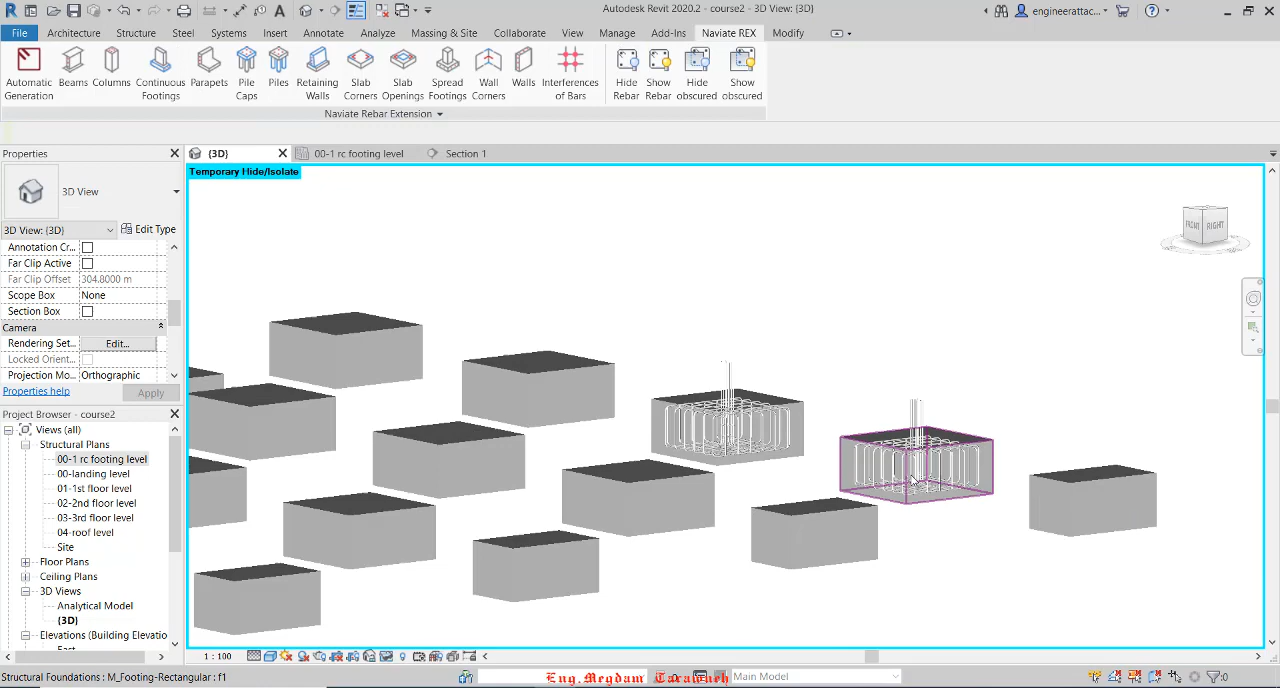 Autodesk Revit 2020.2 - course2 - 3D View: {3D}
engineerattac...
File Architecture Structure Steel Systems Insert Annotate Analyze Massing & Site Collaborate View Manage Add-Ins Naviate REX Modify
Automatic Generation
Beams
Columns
Continuous Footings
Parapets
Pile Caps
Piles
Retaining Walls
Slab Corners
Slab Openings
Spread Footings
Wall Corners
Walls
Interferences of Bars
Hide Rebar
Show Rebar
Hide obscured
Show obscured
Naviate Rebar Extension
Properties
{3D}
00-1 rc footing level
Section 1
Temporary Hide/Isolate
3D View
3D View: {3D}
Edit Type
Annotation Cr...
Far Clip Active
Far Clip Offset 304.8000 m
Scope Box None
Section Box
Camera
Rendering Set... Edit...
Locked Orient...
Projection Mo... Orthographic
Properties help
Apply
FRONT
RIGHT
Project Browser - course2
Views (all)
Structural Plans
00-1 rc footing level
00-landing level
01-1st floor level
02-2nd floor level
03-3rd floor level
04-roof level
Site
Floor Plans
Ceiling Plans
3D Views
Analytical Model
{3D}
Elevations (Building Elevatio
East
1 : 100
Structural Foundations : M_Footing-Rectangular : f1
Eng.Meqdam Tarawneh
Main Model
:0